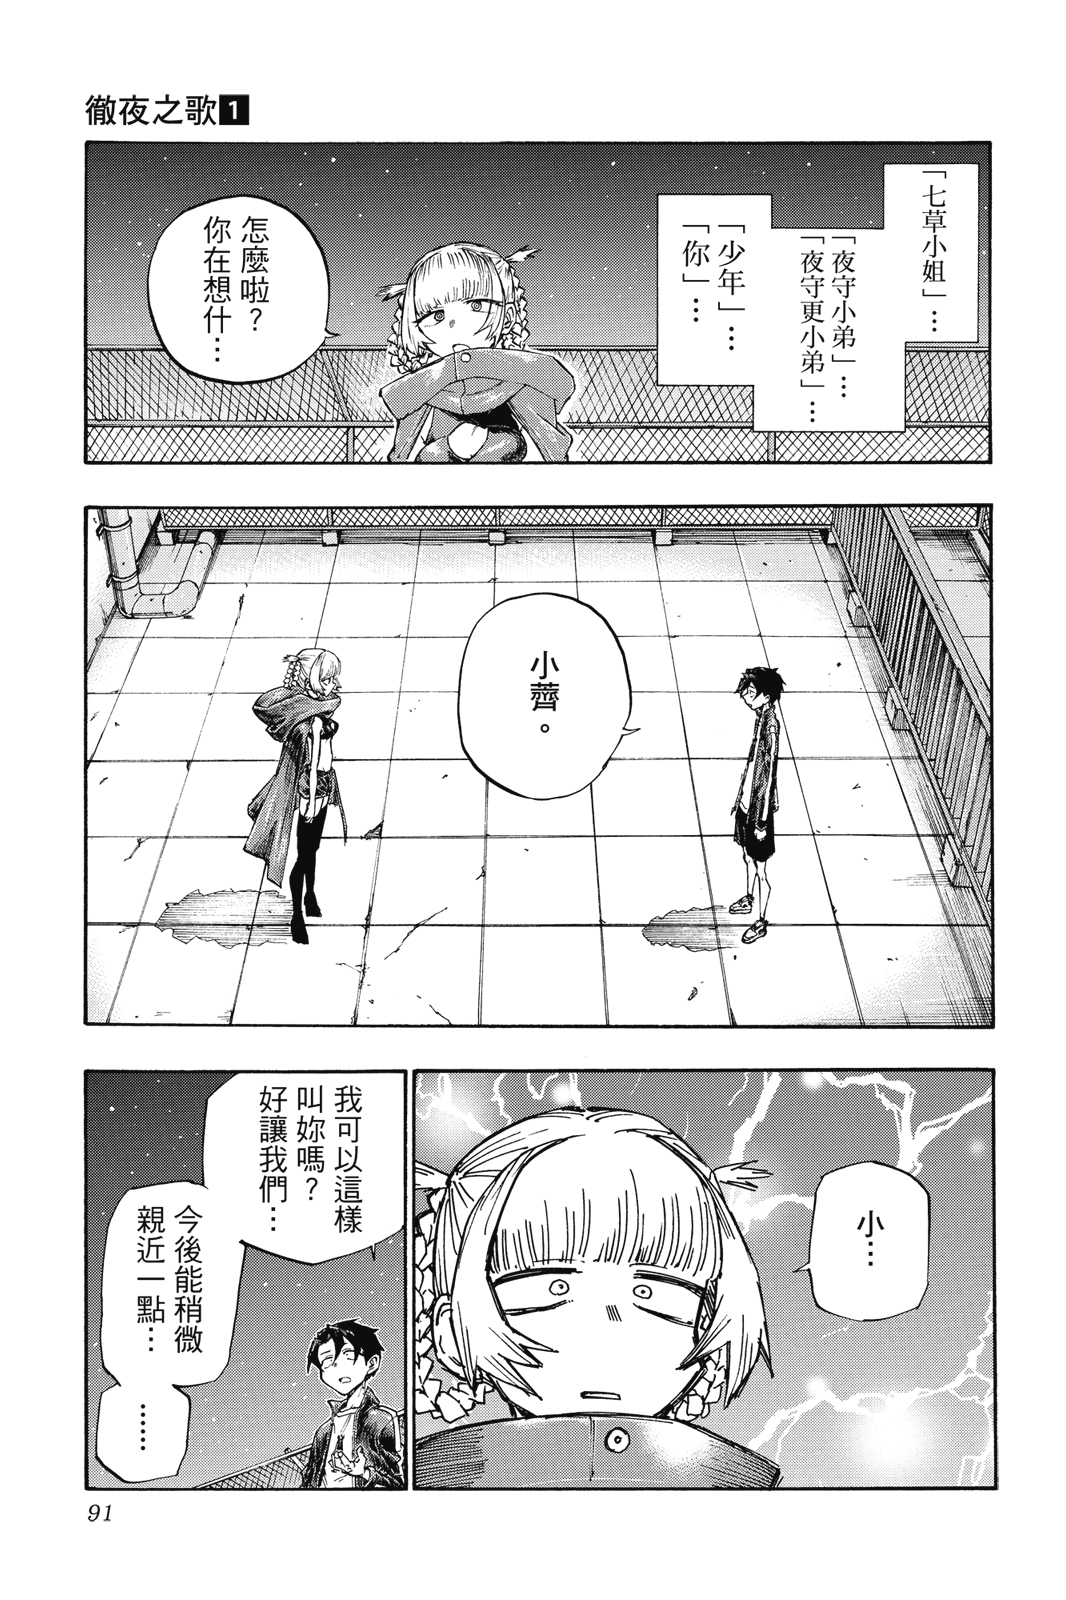 徹夜之歌1
「七草小姐」…
「夜守小弟」…
「夜守更小弟」…
「少年」…
「你」…
怎麼啦？
你在想什…
小薺。
小…
我可以這樣
叫妳嗎？
好讓我們…
今後能稍微
親近一點…
……
91